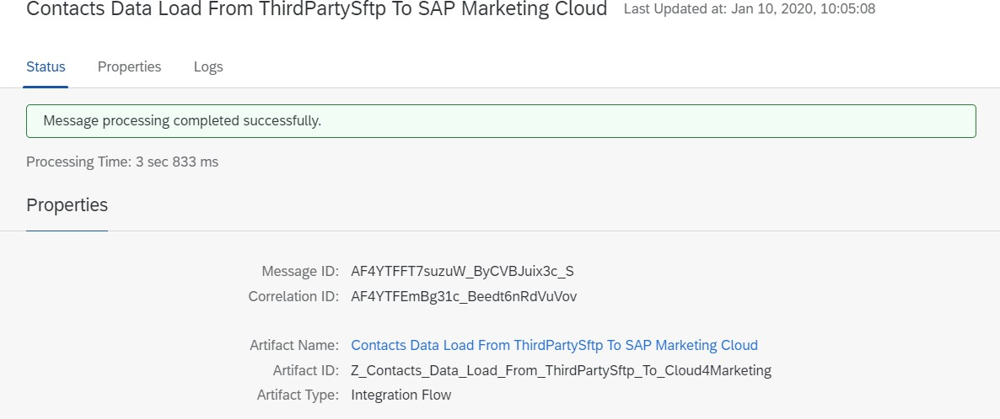 Contacts Data Load From ThirdPartySftp To SAP Marketing Cloud Last Updated at: Jan 10, 2020, 10:05:08
Status Properties Logs
Message processing completed successfully.
Processing Time: 3 sec 833 ms
Properties
Message ID: AF4YTFFT7suzuW_ByCVBJuix3c_S
Correlation ID: AF4YTFEmBg31c_Beedt6nRdVuVov
Artifact Name: Contacts Data Load From ThirdPartySftp To SAP Marketing Cloud
Artifact ID: Z_Contacts_Data_Load_From_ThirdPartySftp_To_Cloud4Marketing
Artifact Type: Integration Flow